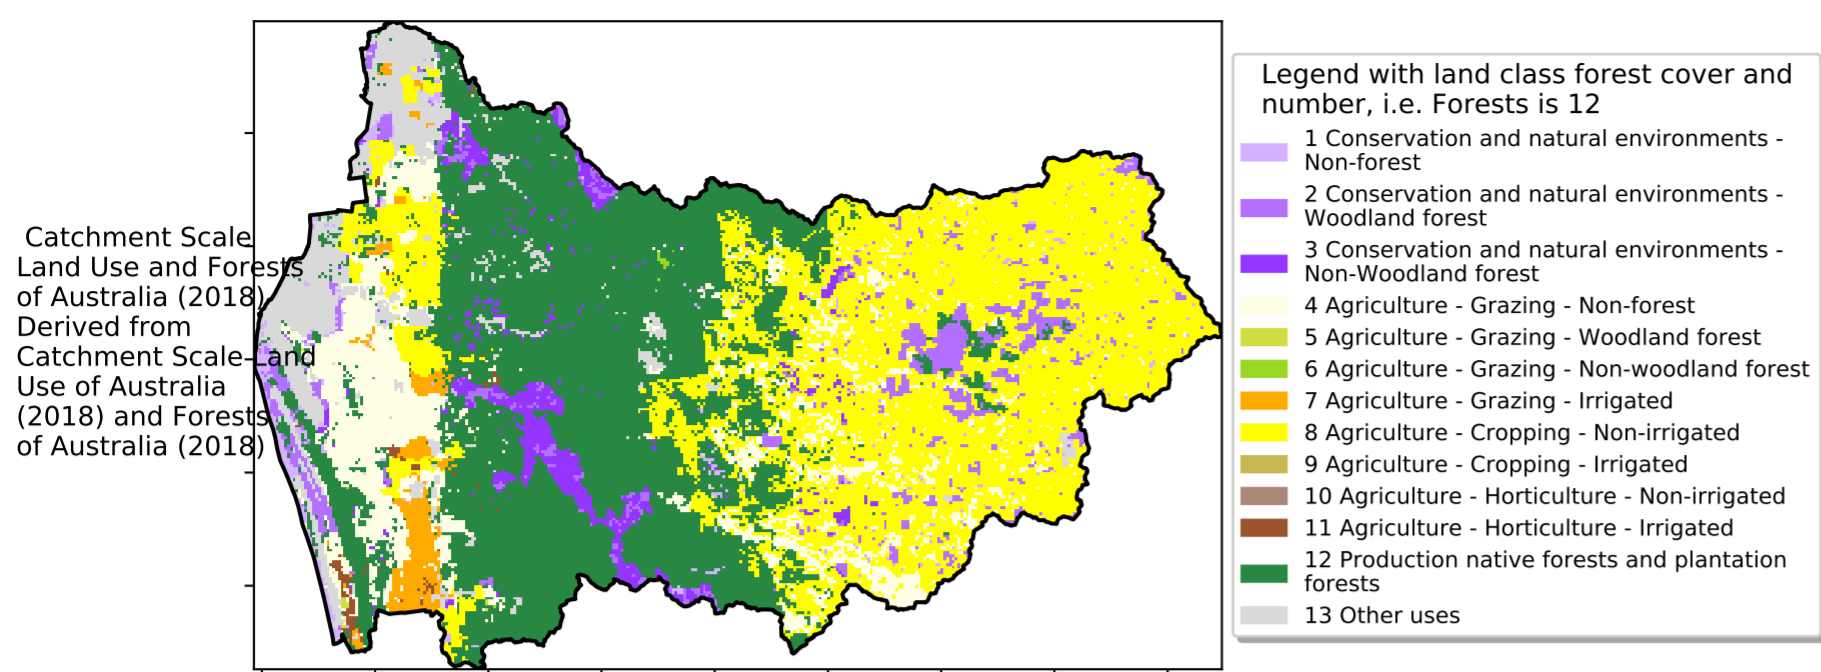 Catchment Scale
Land Use and Forests
of Australia (2018)
Derived from
Catchment Scale Land
Use of Australia
(2018) and Forests
of Australia (2018)
Legend with land class forest cover and
number, i.e. Forests is 12
1 Conservation and natural environments -
Non-forest
2 Conservation and natural environments -
Woodland forest
3 Conservation and natural environments -
Non-Woodland forest
4 Agriculture - Grazing - Non-forest
5 Agriculture - Grazing - Woodland forest
6 Agriculture - Grazing - Non-woodland forest
7 Agriculture - Grazing - Irrigated
8 Agriculture - Cropping - Non-irrigated
9 Agriculture - Cropping - Irrigated
10 Agriculture - Horticulture - Non-irrigated
11 Agriculture - Horticulture - Irrigated
12 Production native forests and plantation
forests
13 Other uses